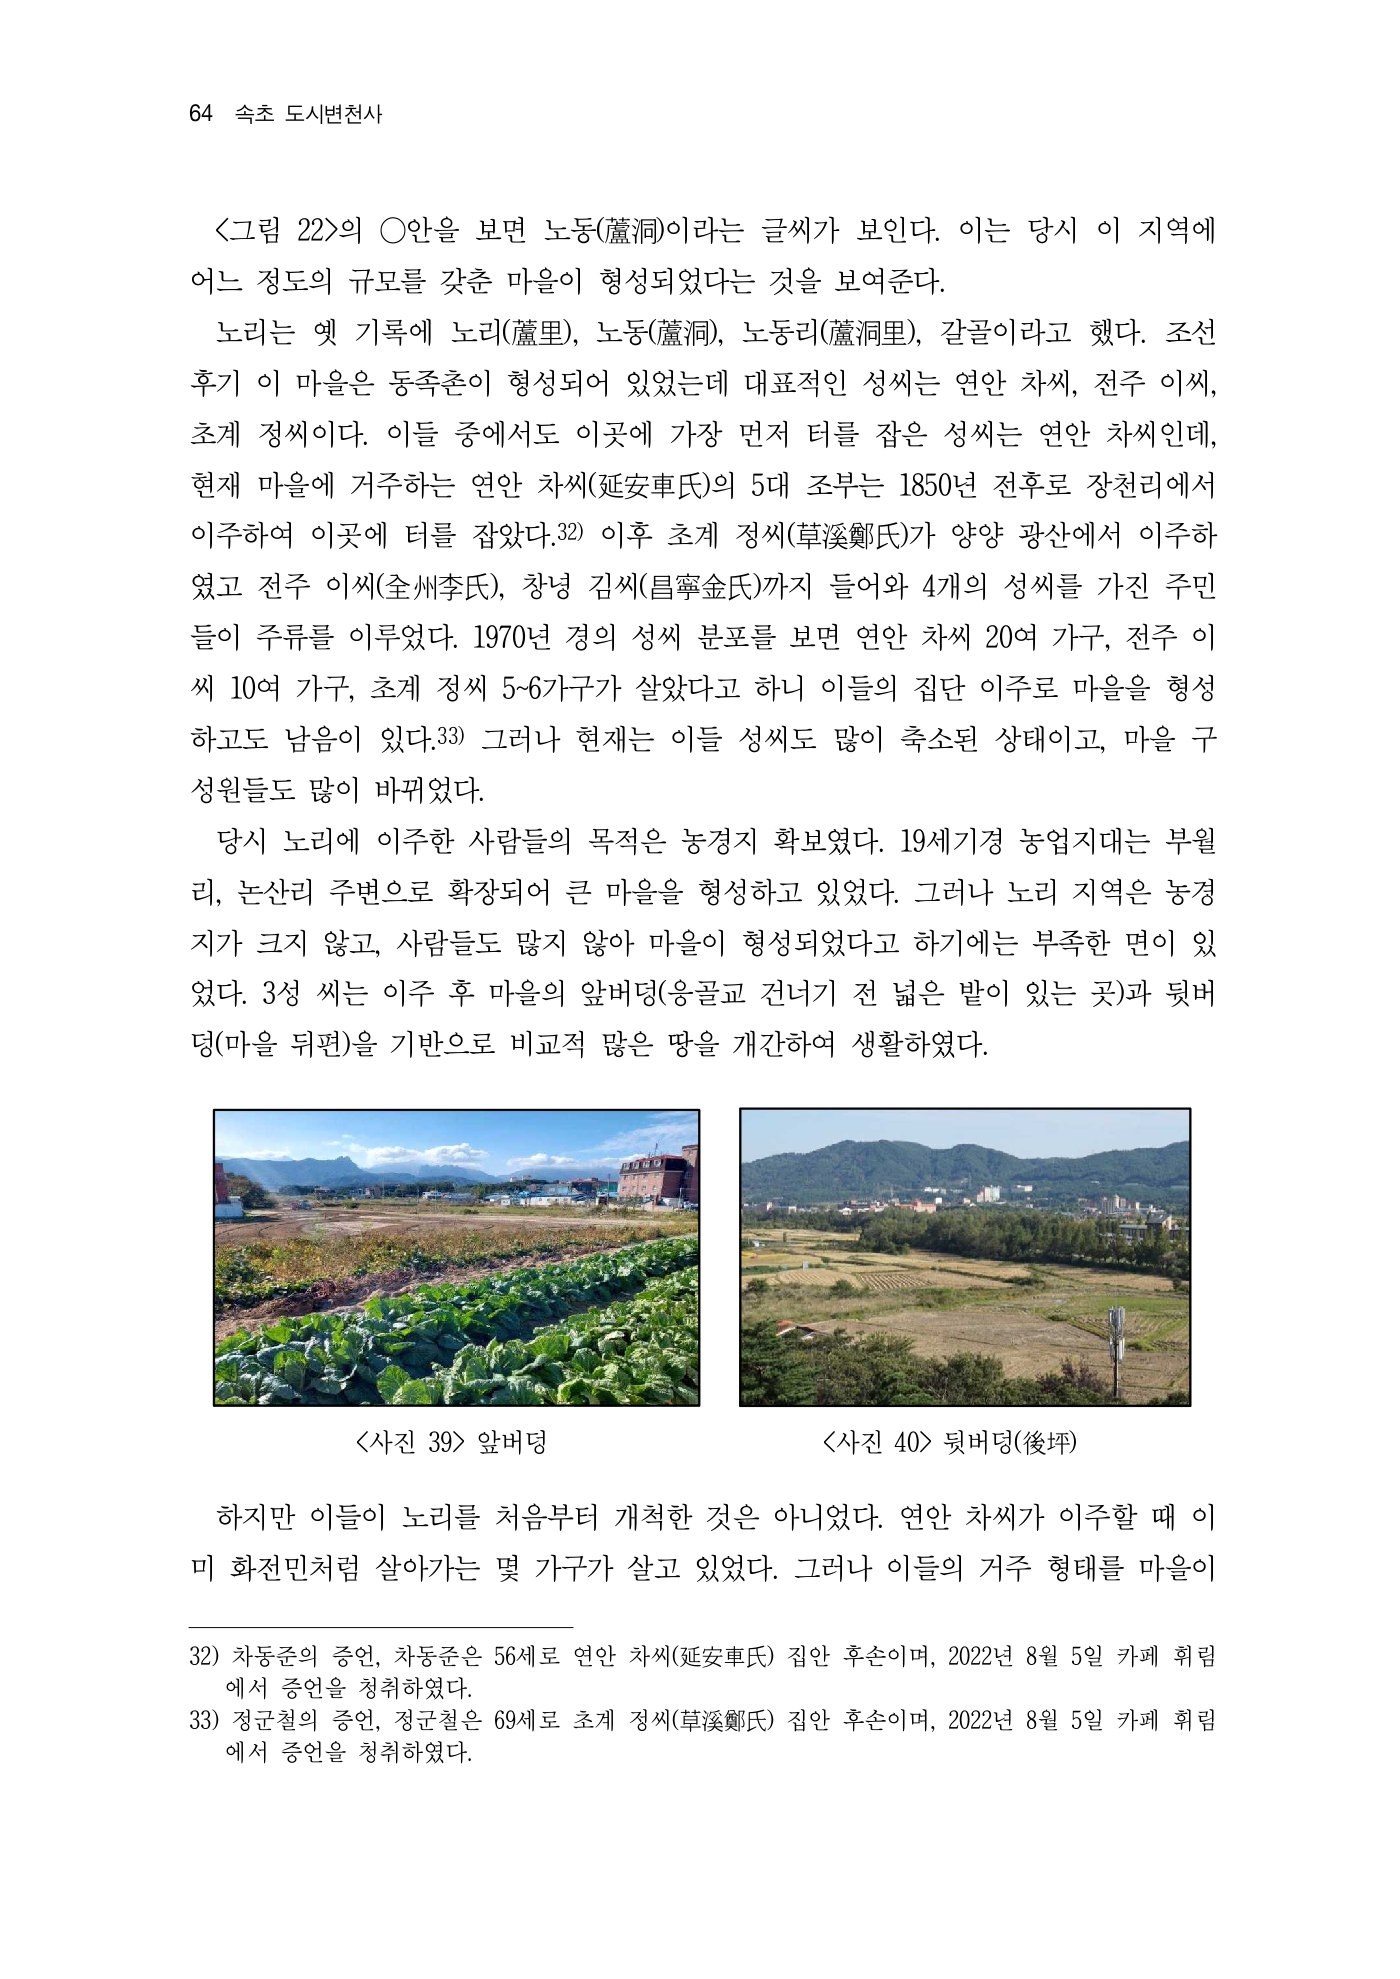 64 속초 도시변천사
<그림 22>의 ○안을 보면 노동(蘆洞)이라는 글씨가 보인다. 이는 당시 이 지역에
어느 정도의 규모를 갖춘 마을이 형성되었다는 것을 보여준다.
노리는 옛 기록에 노리(蘆里), 노동(蘆洞), 노동리(蘆洞里), 갈골이라고 했다. 조선
후기 이 마을은 동족촌이 형성되어 있었는데 대표적인 성씨는 연안 차씨, 전주 이씨,
초계 정씨이다. 이들 중에서도 이곳에 가장 먼저 터를 잡은 성씨는 연안 차씨인데,
현재 마을에 거주하는 연안 차씨(延安車氏)의 5대 조부는 1850년 전후로 장천리에서
이주하여 이곳에 터를 잡았다.32) 이후 초계 정씨(草溪鄭氏)가 양양 광산에서 이주하
였고 전주 이씨(全州李氏), 창녕 김씨(昌寧金氏)까지 들어와 4개의 성씨를 가진 주민
들이 주류를 이루었다. 1970년 경의 성씨 분포를 보면 연안 차씨 20여 가구, 전주 이
씨 10여 가구, 초계 정씨 5~6가구가 살았다고 하니 이들의 집단 이주로 마을을 형성
하고도 남음이 있다.33) 그러나 현재는 이들 성씨도 많이 축소된 상태이고, 마을 구
성원들도 많이 바뀌었다.
당시 노리에 이주한 사람들의 목적은 농경지 확보였다. 19세기경 농업지대는 부월
리, 논산리 주변으로 확장되어 큰 마을을 형성하고 있었다. 그러나 노리 지역은 농경
지가 크지 않고, 사람들도 많지 않아 마을이 형성되었다고 하기에는 부족한 면이 있
었다. 3성 씨는 이주 후 마을의 앞버덩(응골교 건너기 전 넓은 밭이 있는 곳)과 뒷버
덩(마을 뒤편)을 기반으로 비교적 많은 땅을 개간하여 생활하였다.
<사진 39> 앞버덩
<사진 40> 뒷버덩(後坪)
하지만 이들이 노리를 처음부터 개척한 것은 아니었다. 연안 차씨가 이주할 때 이
미 화전민처럼 살아가는 몇 가구가 살고 있었다. 그러나 이들의 거주 형태를 마을이
32) 차동준의 증언, 차동준은 56세로 연안 차씨(延安車氏) 집안 후손이며, 2022년 8월 5일 카페 휘림
에서 증언을 청취하였다.
33) 정군철의 증언, 정군철은 69세로 초계 정씨(草溪鄭氏) 집안 후손이며, 2022년 8월 5일 카페 휘림
에서 증언을 청취하였다.